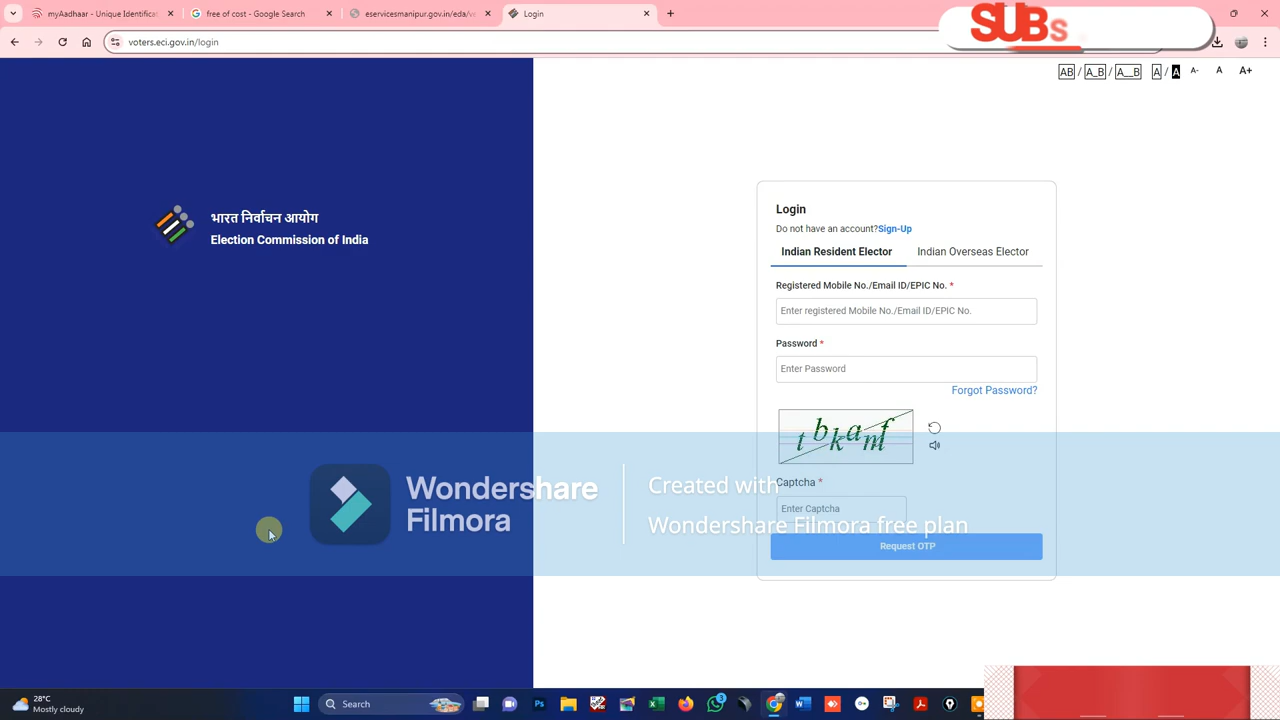 myAadhaar - Unique Identificat
free of cost - Google Search
eservicesmanipur.gov.in/eda/v
Login
voters.eci.gov.in/login
SUBs
AB / A_B / A__B A / A A- A A+
भारत निर्वाचन आयोग
Election Commission of India
Login
Do not have an account?Sign-Up
Indian Resident Elector
Indian Overseas Elector
Registered Mobile No./Email ID/EPIC No. *
Enter registered Mobile No./Email ID/EPIC No.
Password *
Enter Password
Forgot Password?
Captcha *
Enter Captcha
Request OTP
Wondershare
Filmora
Created with
Wondershare Filmora free plan
28°C
Mostly cloudy
Search
3